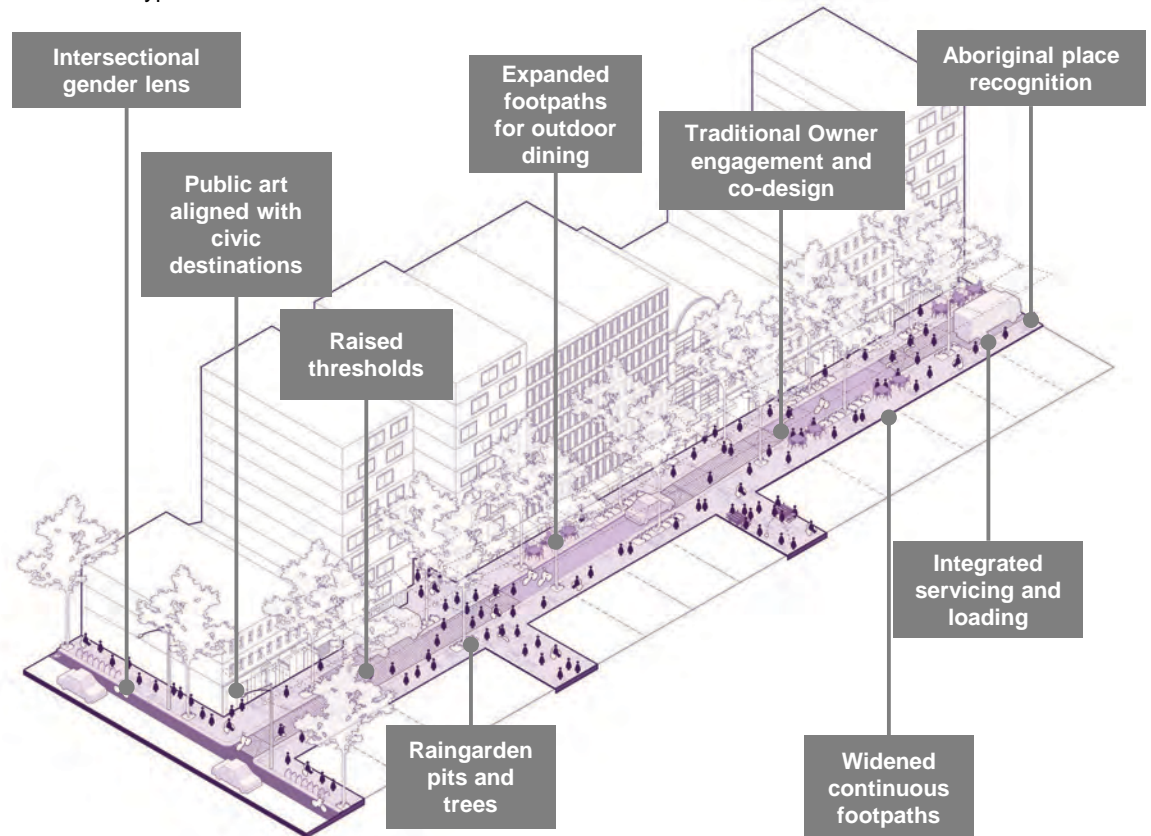 Intersectional
gender lens
Expanded
footpaths
for outdoor
dining
Aboriginal place
recognition
Traditional Owner
engagement and
co-design
Public art
aligned with
civic
destinations
Raised
thresholds
Integrated
servicing and
loading
Raingarden
pits and
trees
Widened
continuous
footpaths